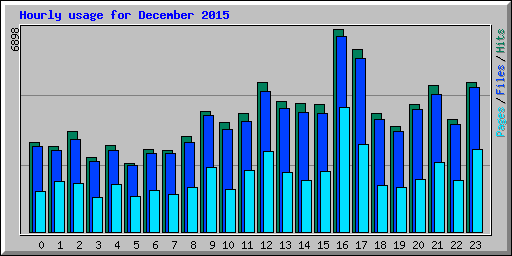 Hourly usage for December 2015
6898
Pages / Files / Hits
0 1 2 3 4 5 6 7 8 9 10 11 12 13 14 15 16 17 18 19 20 21 22 23